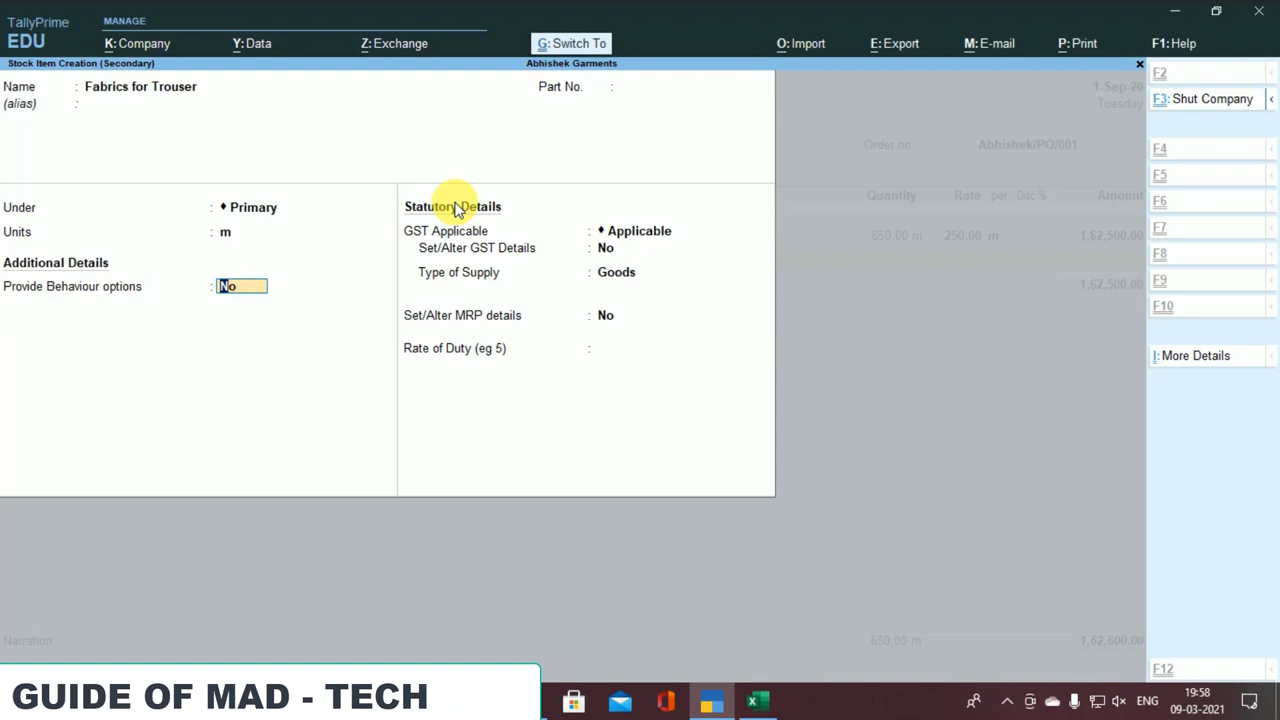 TallyPrime
EDU
MANAGE
K: Company
Y: Data
Z: Exchange
G: Switch To
O: Import
E: Export
M: E-mail
P: Print
F1: Help
Stock Item Creation (Secondary)
Abhishek Garments
Name : Fabrics for Trouser
(alias) :
Part No. :
1-Sep-20
Tuesday
Order no Abhishek/PO/001
Quantity Rate per Disc % Amount
650.00 m 250.00 m 1,62,500.00
1,62,500.00
Under : ♦ Primary
Units : m
Additional Details
Provide Behaviour options : No
Statutory Details
GST Applicable : ♦ Applicable
Set/Alter GST Details : No
Type of Supply : Goods
Set/Alter MRP details : No
Rate of Duty (eg 5) :
F2
F3: Shut Company
F4
F5
F6
F7
F8
F9
F10
I: More Details
F12
Narration
650.00 m 1,62,500.00
GUIDE OF MAD - TECH
ENG
19:58
09-03-2021